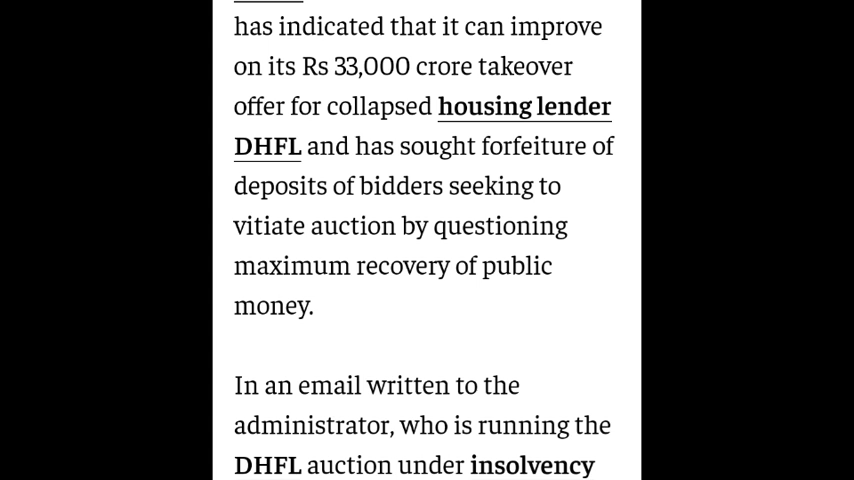 has indicated that it can improve
on its Rs 33,000 crore takeover
offer for collapsed housing lender
DHFL and has sought forfeiture of
deposits of bidders seeking to
vitiate auction by questioning
maximum recovery of public
money.
In an email written to the
administrator, who is running the
DHFL auction under insolvency